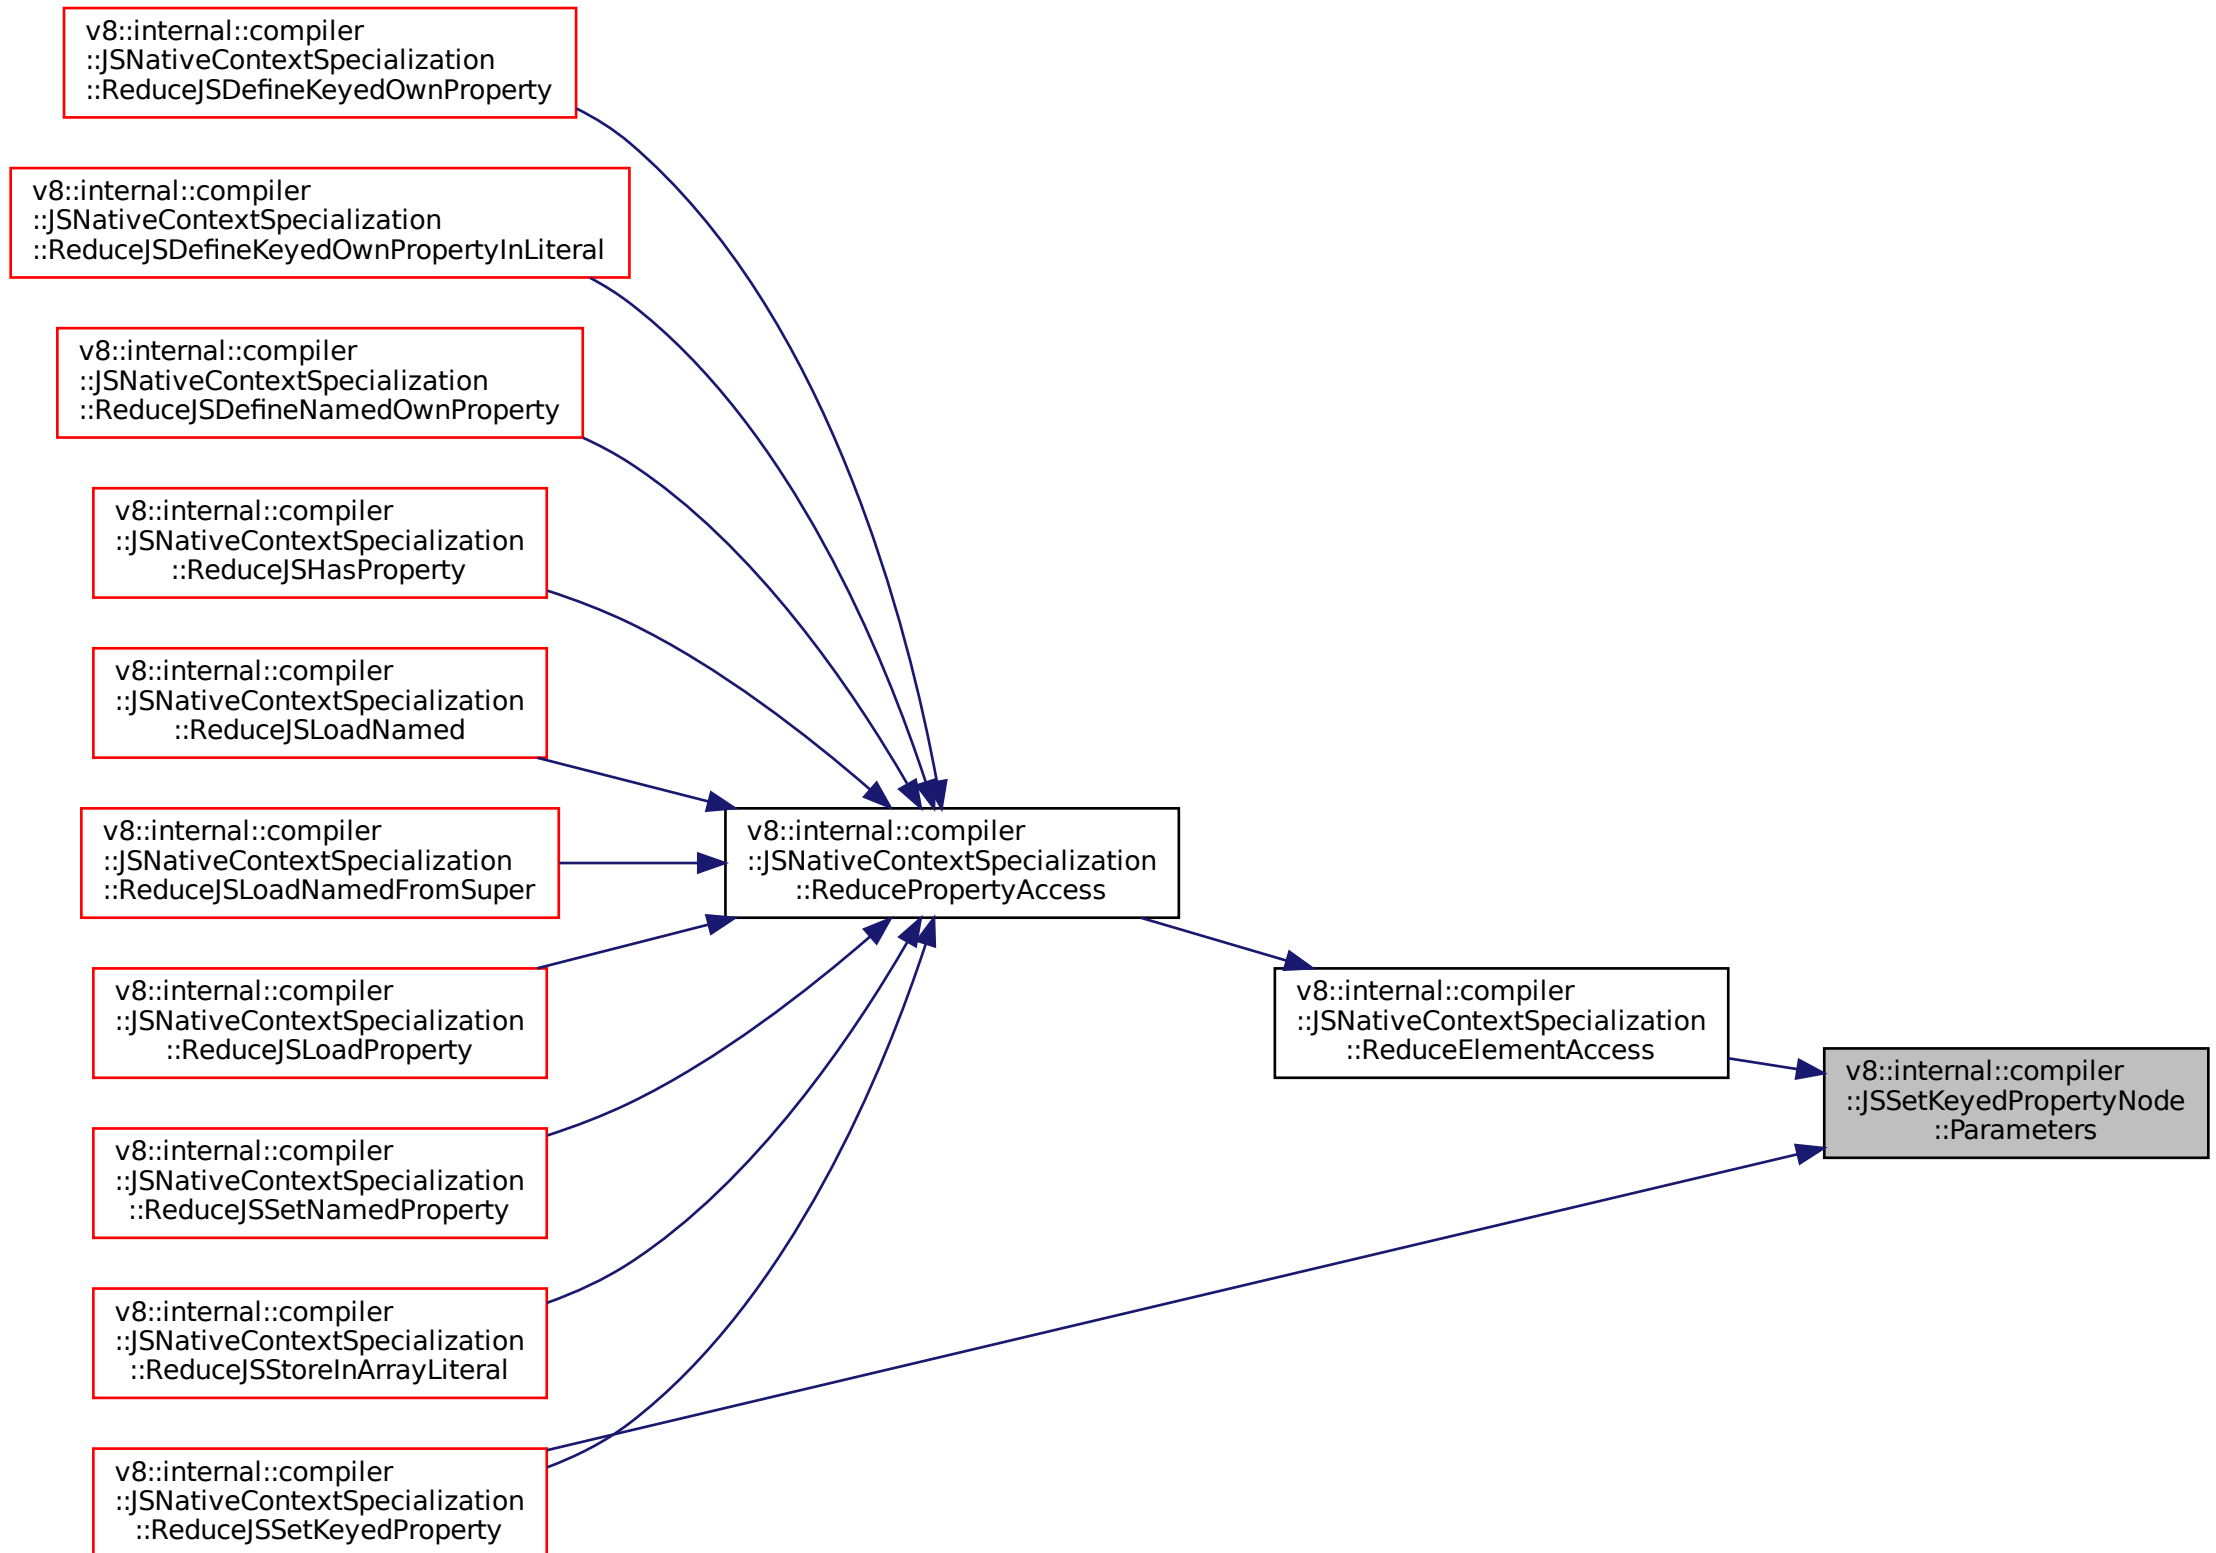 v8::internal::compiler
::JSNativeContextSpecialization
::ReduceJSDefineKeyedOwnProperty
v8::internal::compiler
::JSNativeContextSpecialization
::ReduceJSDefineKeyedOwnPropertyInLiteral
v8::internal::compiler
::JSNativeContextSpecialization
::ReduceJSDefineNamedOwnProperty
v8::internal::compiler
::JSNativeContextSpecialization
::ReduceJSHasProperty
v8::internal::compiler
::JSNativeContextSpecialization
::ReduceJSLoadNamed
v8::internal::compiler
::JSNativeContextSpecialization
::ReduceJSLoadNamedFromSuper
v8::internal::compiler
::JSNativeContextSpecialization
::ReduceJSLoadProperty
v8::internal::compiler
::JSNativeContextSpecialization
::ReduceJSSetNamedProperty
v8::internal::compiler
::JSNativeContextSpecialization
::ReduceJSStoreInArrayLiteral
v8::internal::compiler
::JSNativeContextSpecialization
::ReduceJSSetKeyedProperty
v8::internal::compiler
::JSNativeContextSpecialization
::ReducePropertyAccess
v8::internal::compiler
::JSNativeContextSpecialization
::ReduceElementAccess
v8::internal::compiler
::JSSetKeyedPropertyNode
::Parameters